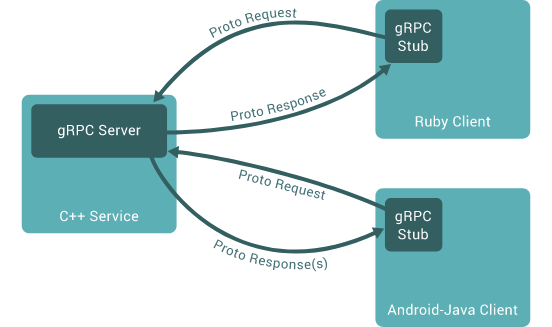 Proto Request
gRPC
Stub
Ruby Client
Proto Response
gRPC Server
C++ Service
Proto Request
gRPC
Stub
Proto Response(s)
Android-Java Client